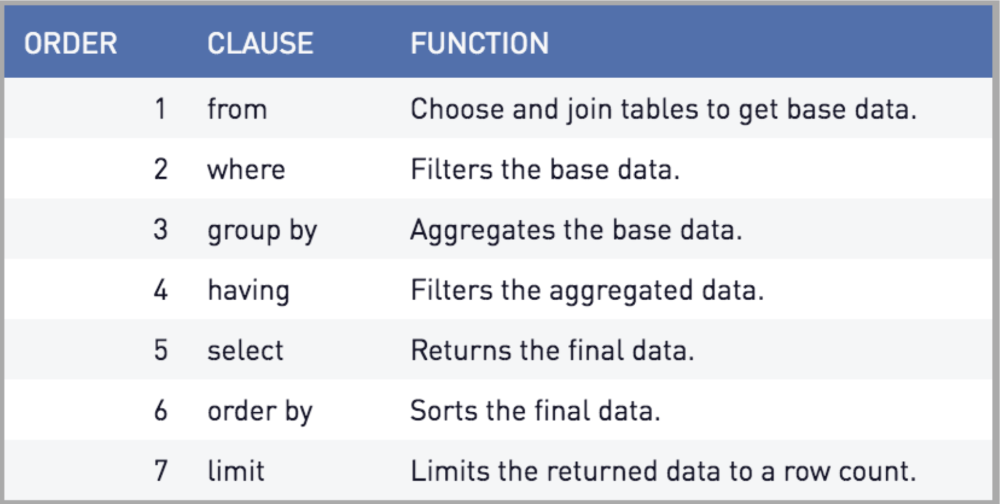 ORDER CLAUSE FUNCTION
1 from Choose and join tables to get base data.
2 where Filters the base data.
3 group by Aggregates the base data.
4 having Filters the aggregated data.
5 select Returns the final data.
6 order by Sorts the final data.
7 limit Limits the returned data to a row count.